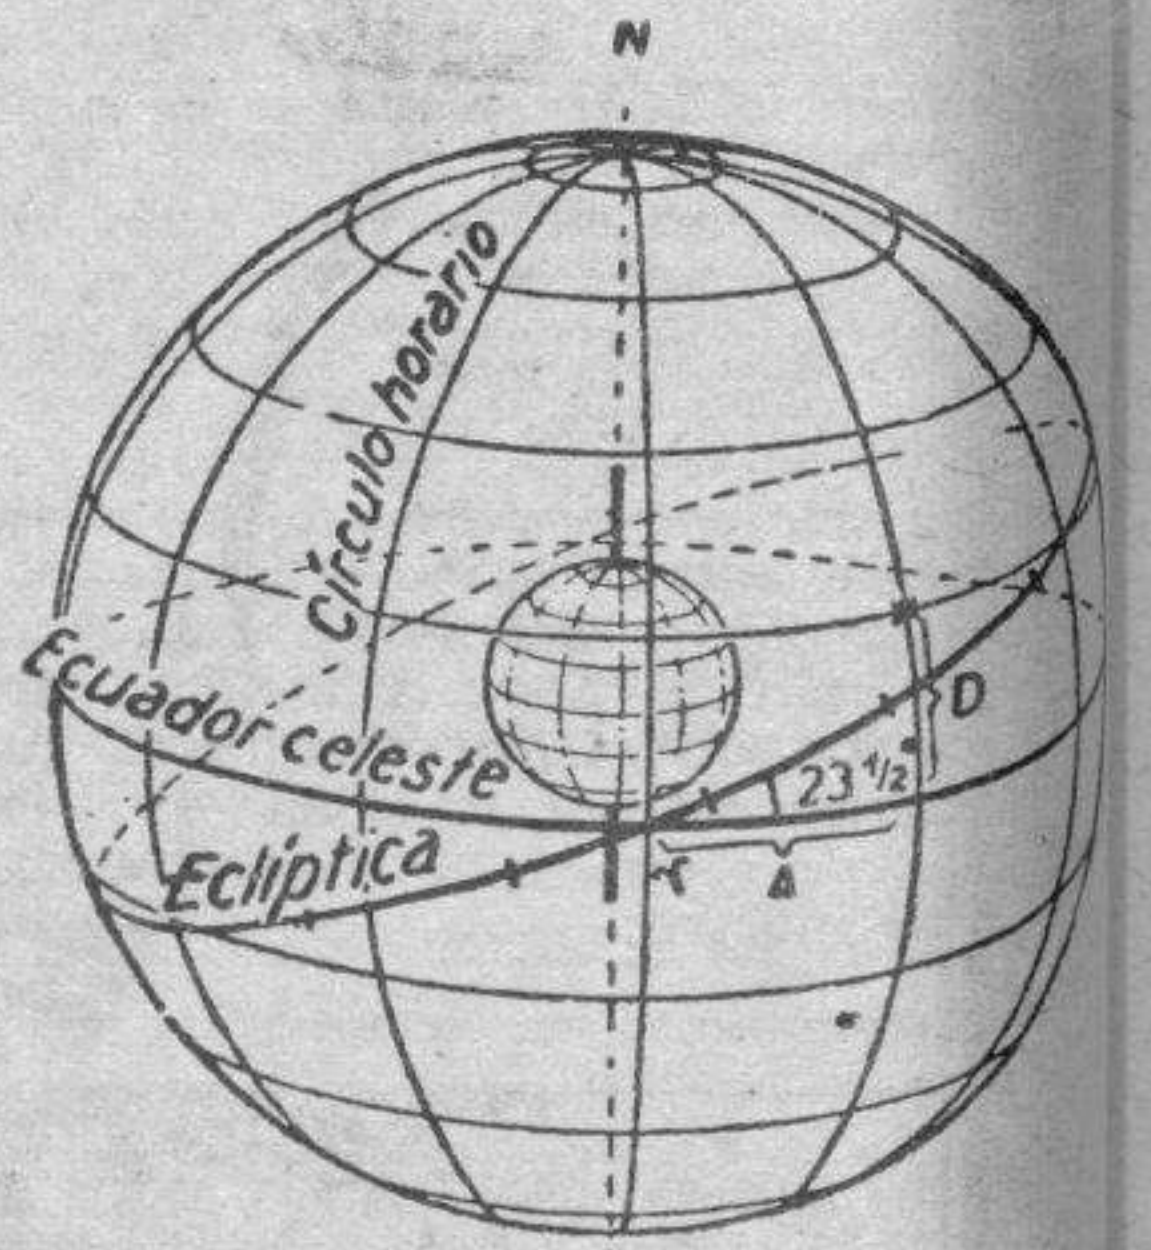 N
Círculo horario
Ecuador celeste
D
23 1/2°
Eclíptica
♈
Δ